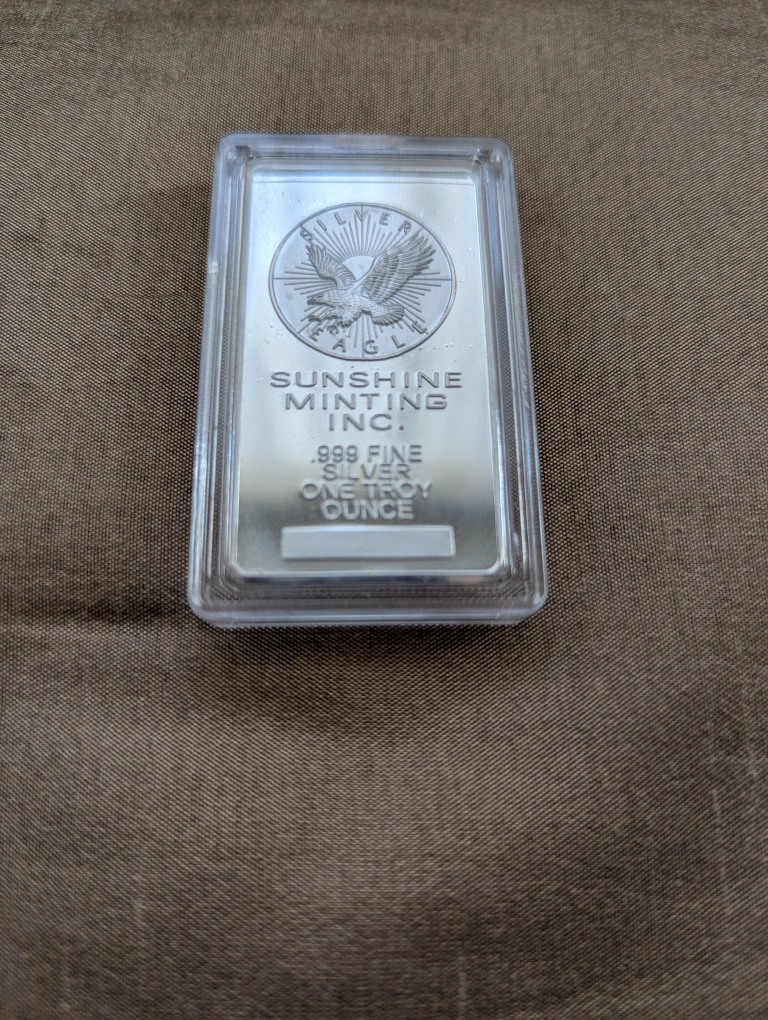 SILVER
EAGLE
SUNSHINE
MINTING
INC.
.999 FINE
SILVER
ONE TROY
OUNCE